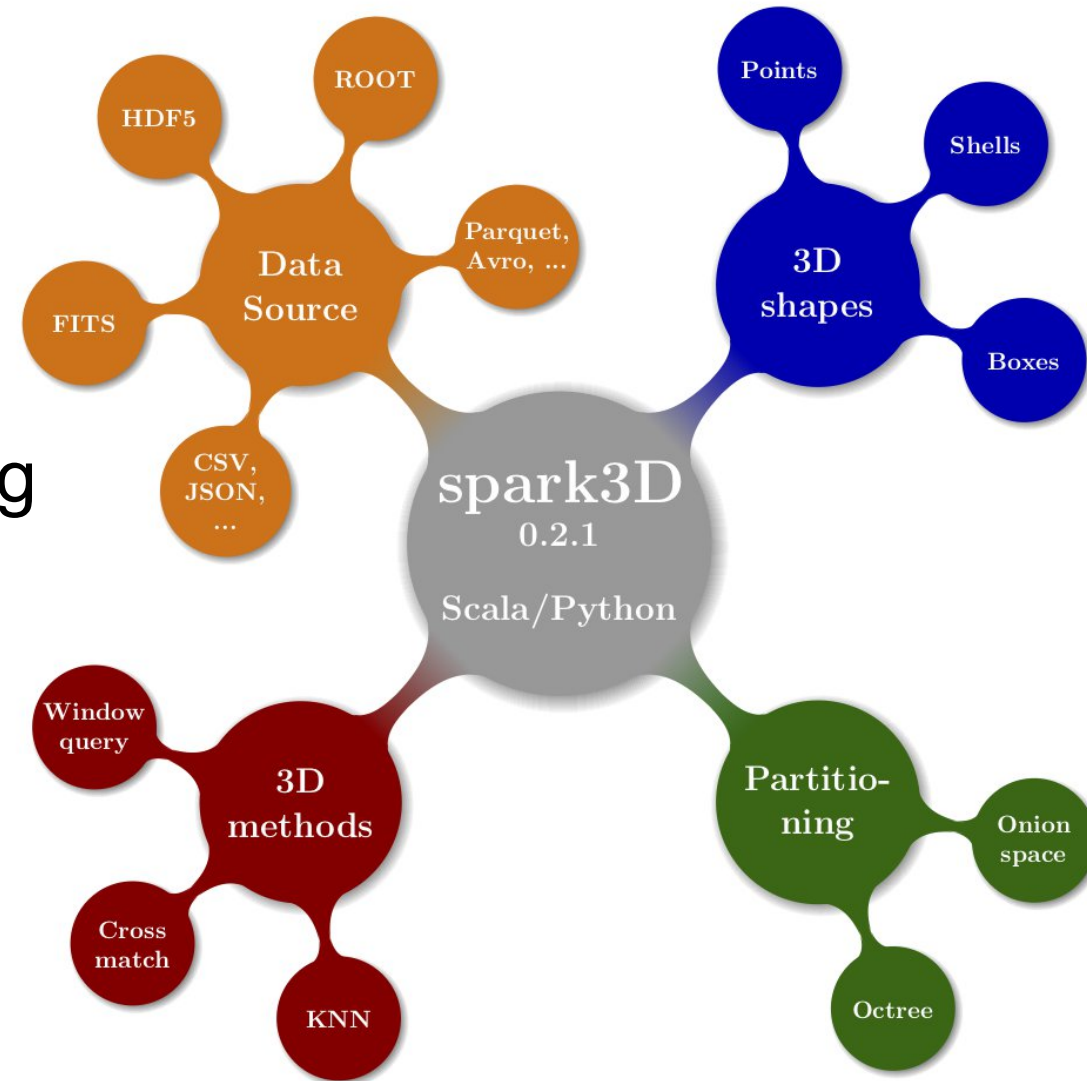 ROOT
HDF5
Parquet,
Avro, ...
Data
Source
FITS
CSV,
JSON,
...
Points
Shells
3D
shapes
Boxes
g
spark3D
0.2.1
Scala/Python
Window
query
3D
methods
Cross
match
KNN
Partitio-
ning
Onion
space
Octree